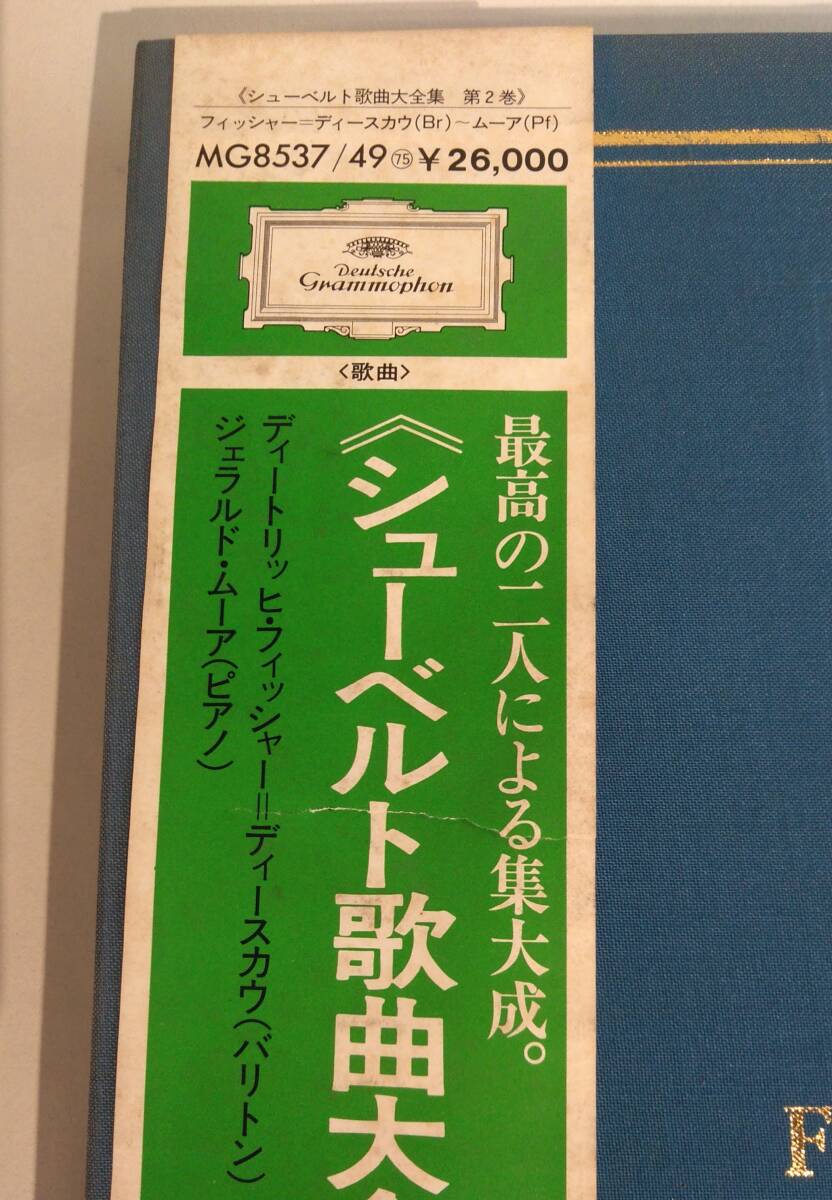 《シューベルト歌曲大全集 第2巻》
フィッシャー=ディースカウ(Br)~ムーア(Pf)
MG8537/49 ㊆ ¥26,000
Deutsche
Grammophon
<歌曲>
最高の二人による集大成。
《シューベルト歌曲大
ディートリッヒ・フィッシャー=ディースカウ(バリトン)
ジェラルド・ムーア(ピアノ)
F